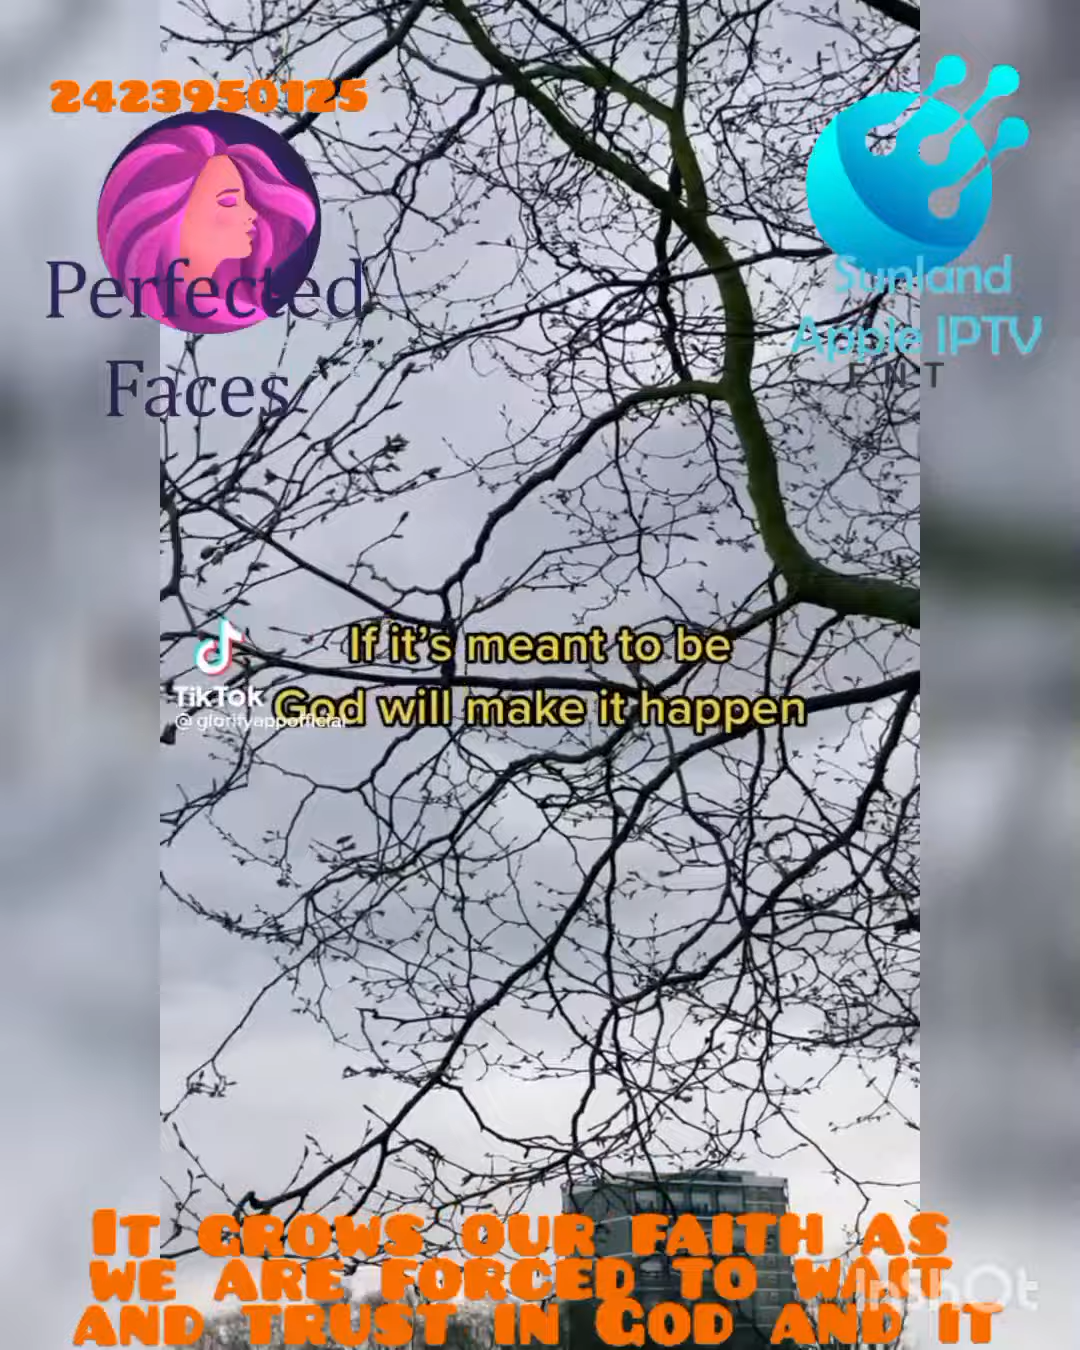 2423950125
Perfected
Faces
Sunland
Apple IPTV
ENT
If it's meant to be
God will make it happen
TikTok
@glorifyappofficial
It grows our faith as
we are forced to wait
and trust in God and it
InShOt